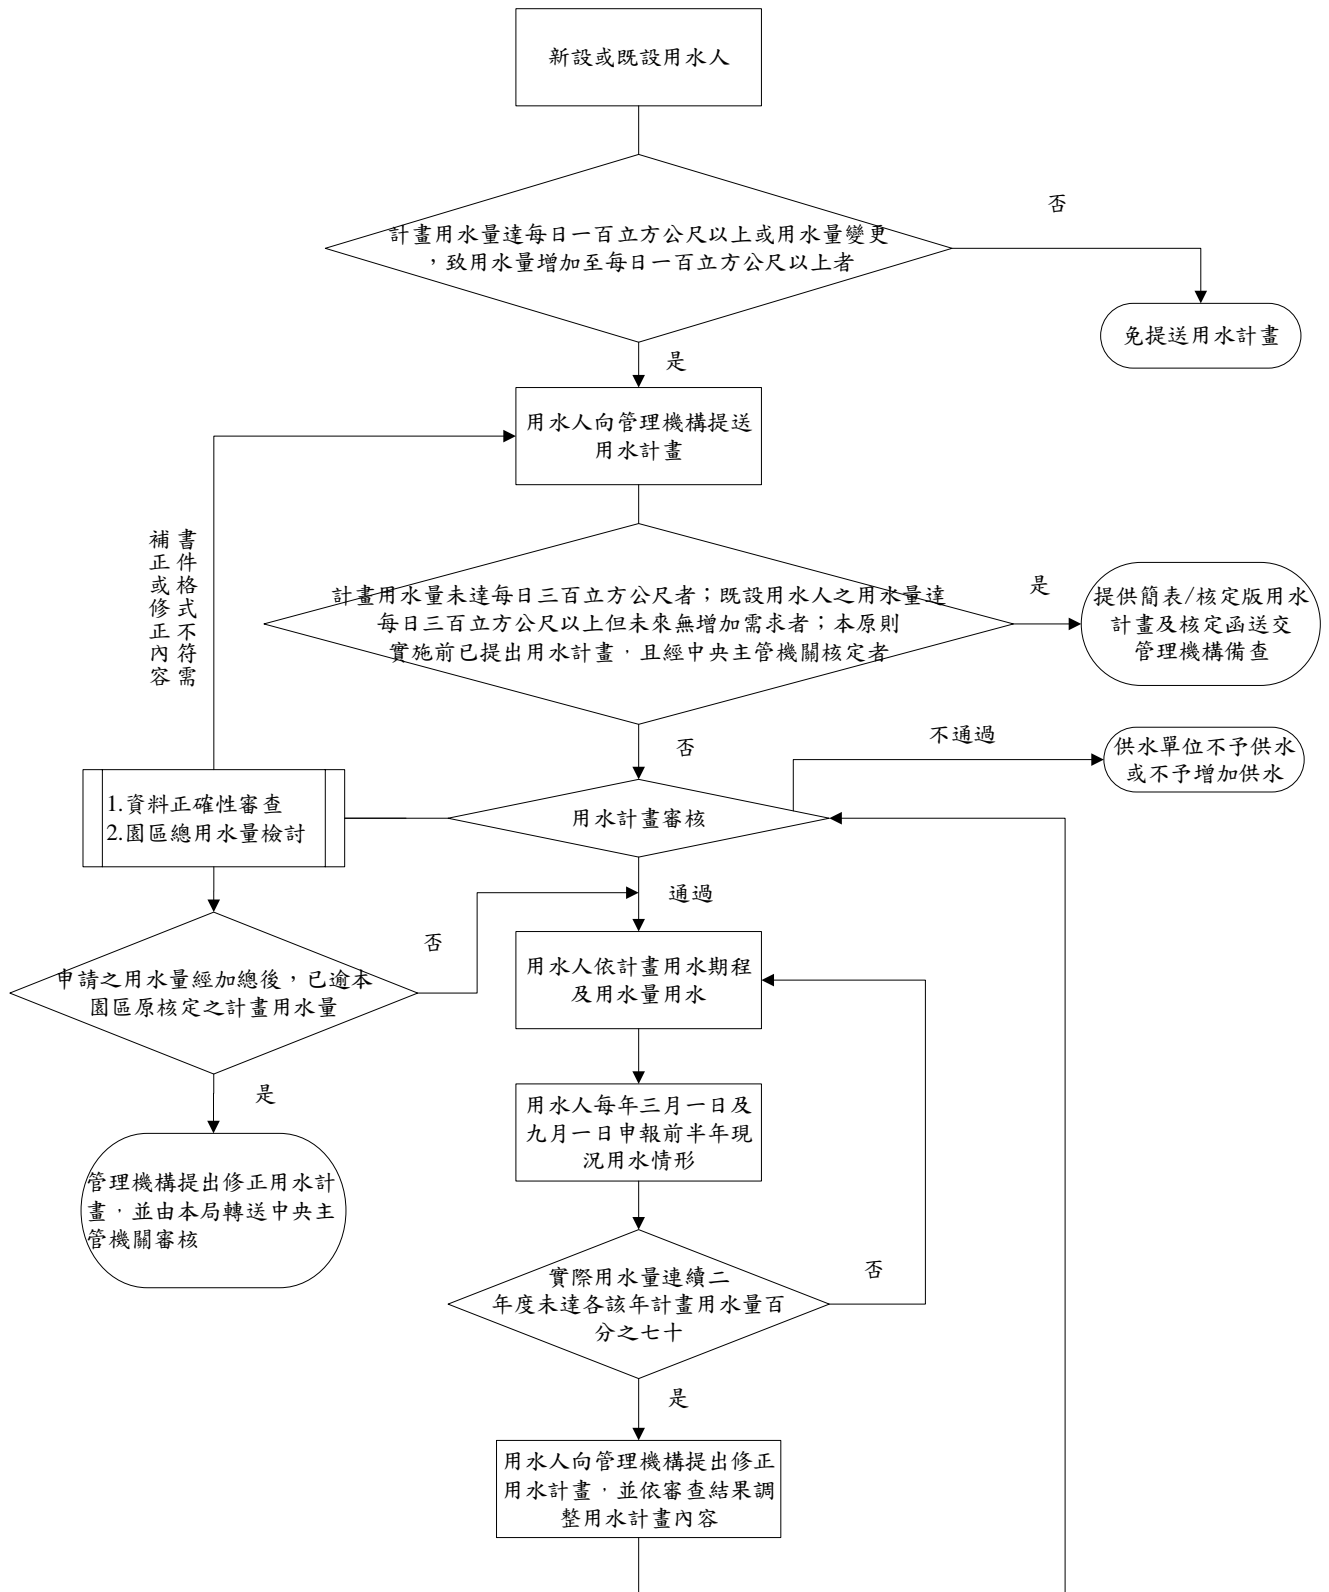 新設或既設用水人
計畫用水量達每日一百立方公尺以上或用水量變更
，致用水量增加至每日一百立方公尺以上者
否
免提送用水計畫
是
用水人向管理機構提送
用水計畫
書件格式不符需
補正或修正內容
計畫用水量未達每日三百立方公尺者；既設用水人之用水量達
每日三百立方公尺以上但未來無增加需求者；本原則
實施前已提出用水計畫，且經中央主管機關核定者
是
提供簡表/核定版用水
計畫及核定函送交
管理機構備查
否
不通過
供水單位不予供水
或不予增加供水
1.資料正確性審查
2.園區總用水量檢討
用水計畫審核
通過
否
申請之用水量經加總後，已逾本
園區原核定之計畫用水量
用水人依計畫用水期程
及用水量用水
是
用水人每年三月一日及
九月一日申報前半年現
況用水情形
管理機構提出修正用水計
畫，並由本局轉送中央主
管機關審核
實際用水量連續二
年度未達各該年計畫用水量百
分之七十
否
是
用水人向管理機構提出修正
用水計畫，並依審查結果調
整用水計畫內容